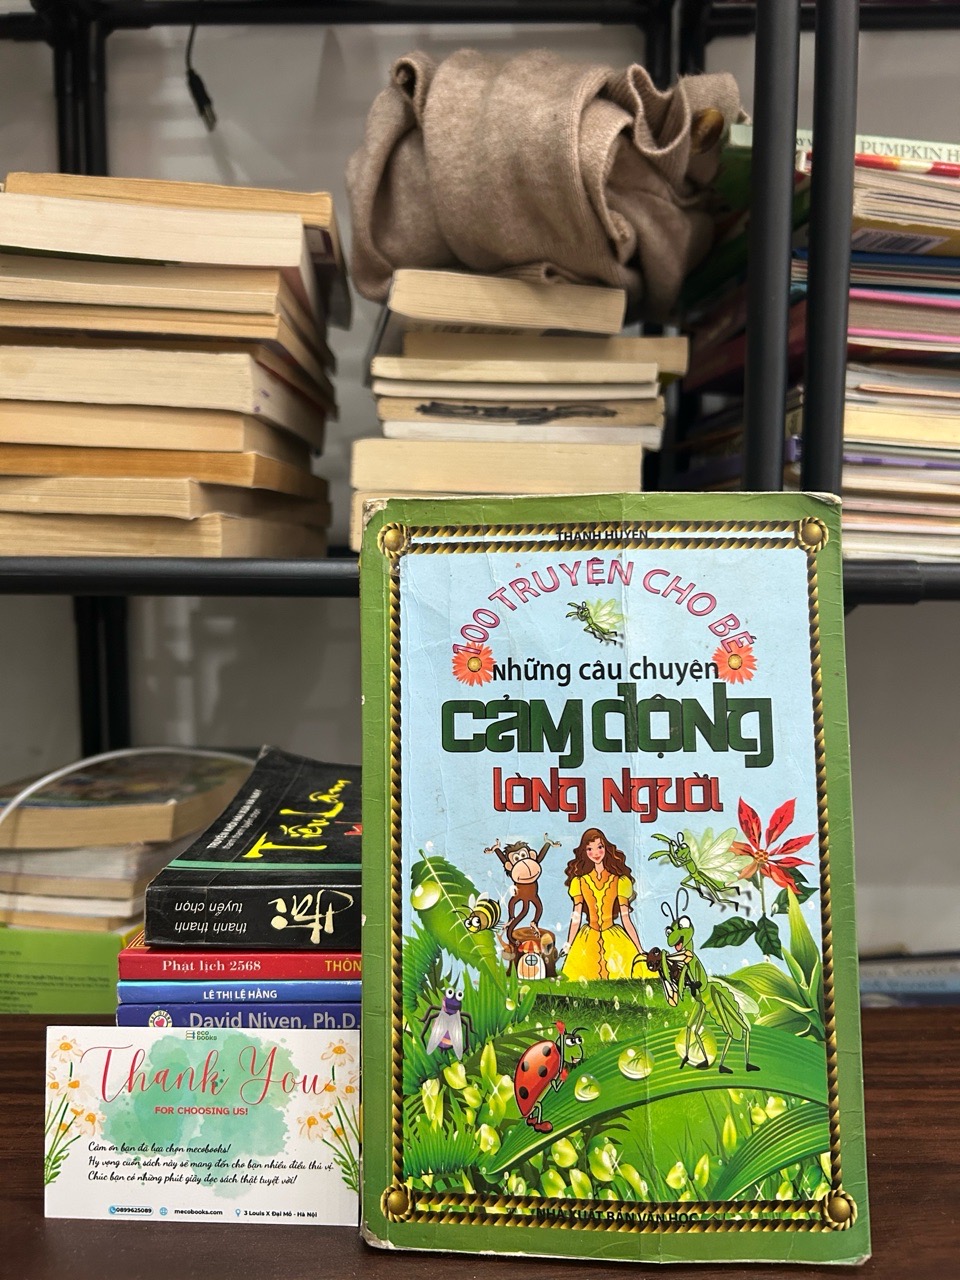 PUMPKIN H
THANH HUYỀN
100 TRUYỆN CHO BÉ
Những câu chuyện
CẢM ĐỘNG
LÒNG NGƯỜI
NHÀ XUẤT BẢN VĂN HỌC
Tiếu Lâm
thanh thanh
tuyển chọn
Hài
Phật lịch 2568
THÔN
LÊ THỊ LỆ HẰNG
David Niven, Ph.D.
eco
books
Thank You
FOR CHOOSING US!
Cảm ơn bạn đã lựa chọn mecobooks!
Hy vọng cuốn sách này sẽ mang đến cho bạn nhiều điều thú vị.
Chúc bạn có những phút giây đọc sách thật tuyệt vời!
0899625089
mecobooks.com
3 Louis X Đại Mỗ - Hà Nội